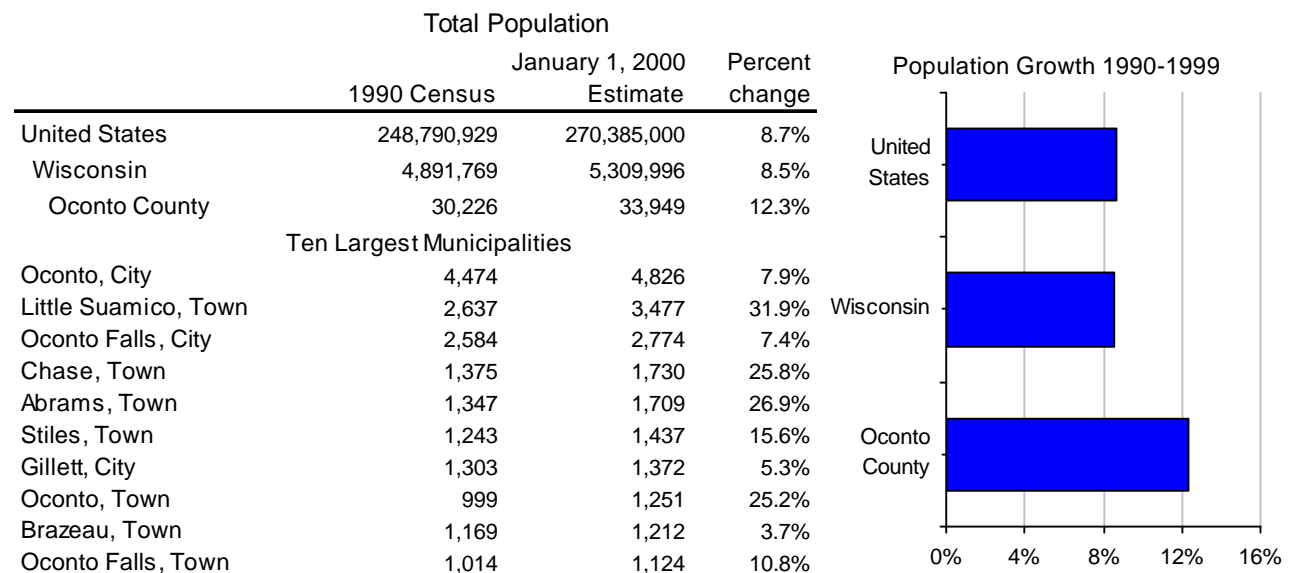 Total Population
January 1, 2000 Percent
1990 Census Estimate change
United States 248,790,929 270,385,000 8.7%
Wisconsin 4,891,769 5,309,996 8.5%
Oconto County 30,226 33,949 12.3%
Ten Largest Municipalities
Oconto, City 4,474 4,826 7.9%
Little Suamico, Town 2,637 3,477 31.9%
Oconto Falls, City 2,584 2,774 7.4%
Chase, Town 1,375 1,730 25.8%
Abrams, Town 1,347 1,709 26.9%
Stiles, Town 1,243 1,437 15.6%
Gillett, City 1,303 1,372 5.3%
Oconto, Town 999 1,251 25.2%
Brazeau, Town 1,169 1,212 3.7%
Oconto Falls, Town 1,014 1,124 10.8%
Population Growth 1990-1999
United
States
Wisconsin
Oconto
County
0% 4% 8% 12% 16%